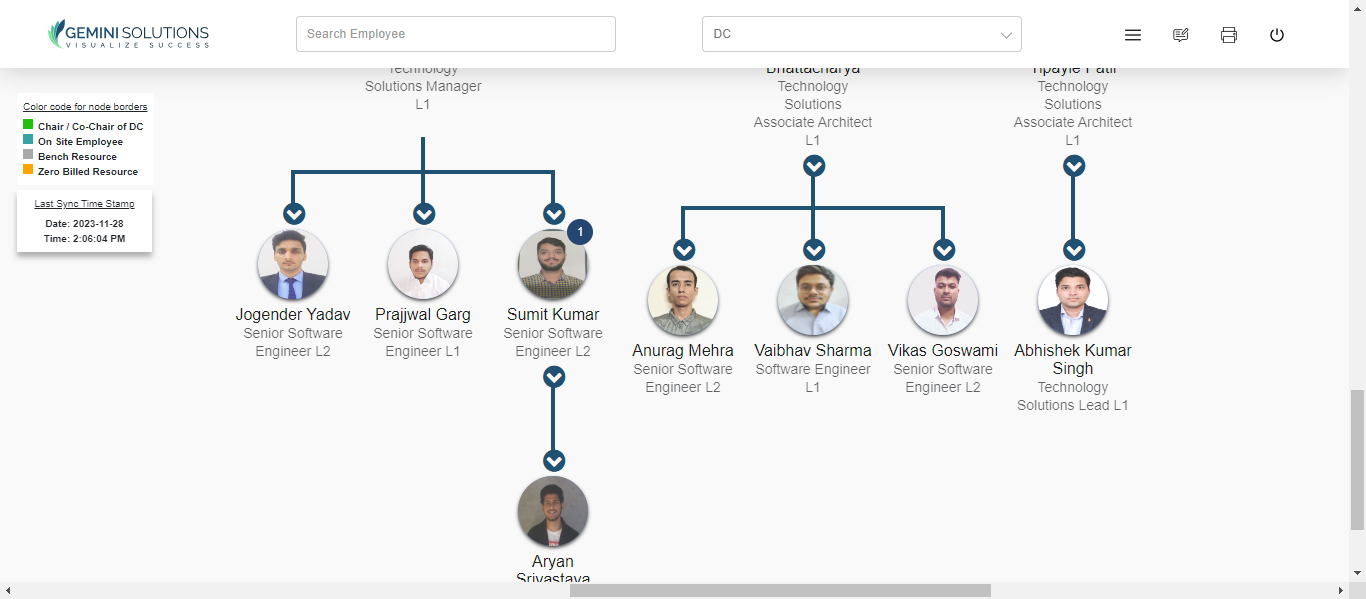 GEMINI SOLUTIONS
VISUALIZE SUCCESS
Search Employee
DC
Color code for node borders
Chair / Co-Chair of DC
On Site Employee
Bench Resource
Zero Billed Resource
Last Sync Time Stamp
Date: 2023-11-28
Time: 2:06:04 PM
Technology
Solutions Manager
L1
Bhattacharya
Technology
Solutions
Associate Architect
L1
Patil
Technology
Solutions
Associate Architect
L1
Jogender Yadav
Senior Software
Engineer L2
Prajjwal Garg
Senior Software
Engineer L1
1
Sumit Kumar
Senior Software
Engineer L2
Anurag Mehra
Senior Software
Engineer L2
Vaibhav Sharma
Software Engineer
L1
Vikas Goswami
Senior Software
Engineer L2
Abhishek Kumar
Singh
Technology
Solutions Lead L1
Aryan
Srivastava